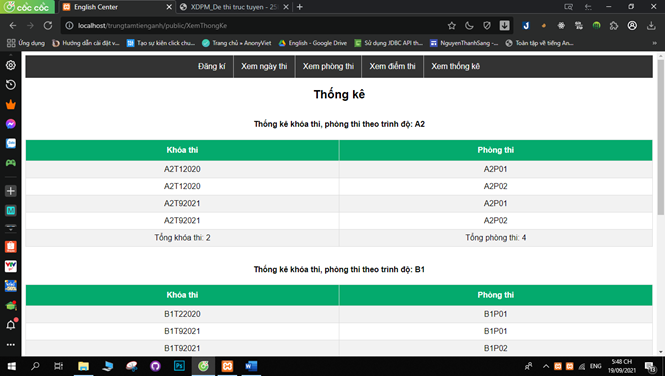 cốc cốc English Center XDPM_De thi truc tuyen - 25
localhost/trungtamtienganh/public/XemThongKe
Ứng dụng Hướng dẫn cài đặt v... Tạo sự kiện click chu... Trang chủ » AnonyViet English - Google Drive Sử dụng JDBC API th... NguyenThanhSang -... Toàn tập về tiếng An...
Đăng kí Xem ngày thi Xem phòng thi Xem điểm thi Xem thống kê
Thống kê
Thống kê khóa thi, phòng thi theo trình độ: A2
Khóa thi Phòng thi
A2T12020 A2P01
A2T12020 A2P02
A2T92021 A2P01
A2T92021 A2P02
Tổng khóa thi: 2 Tổng phòng thi: 4
Thống kê khóa thi, phòng thi theo trình độ: B1
Khóa thi Phòng thi
B1T22020 B1P01
B1T92021 B1P01
B1T92021 B1P02
ENG 5:48 CH
19/09/2021